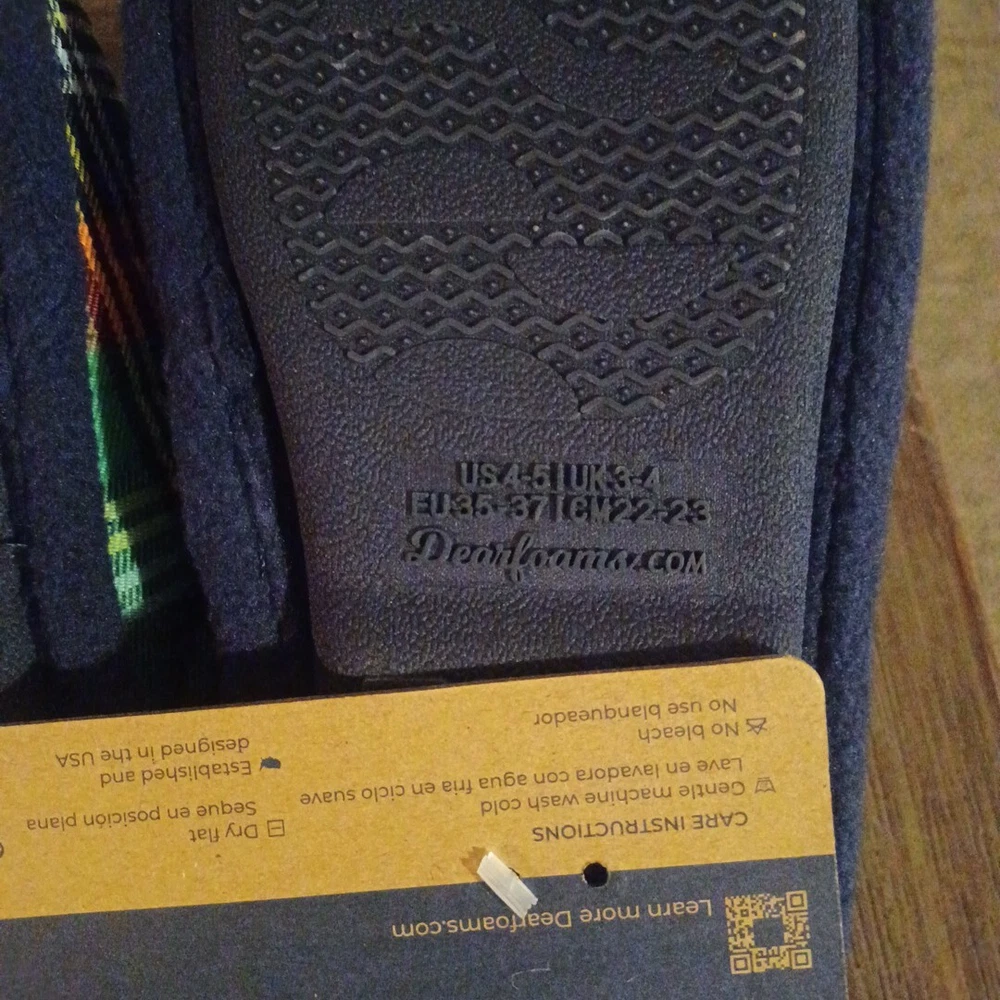 US 4-5 | UK 3-4
EU 35-37 | CM 22-23
Dearfoams.COM
Learn more Dearfoams.com
CARE INSTRUCTIONS
Gentle machine wash cold
Lave en lavadora con agua fria en ciclo suave
No bleach
No use blanqueador
Dry flat
Seque en posición plana
Established and
designed in the USA